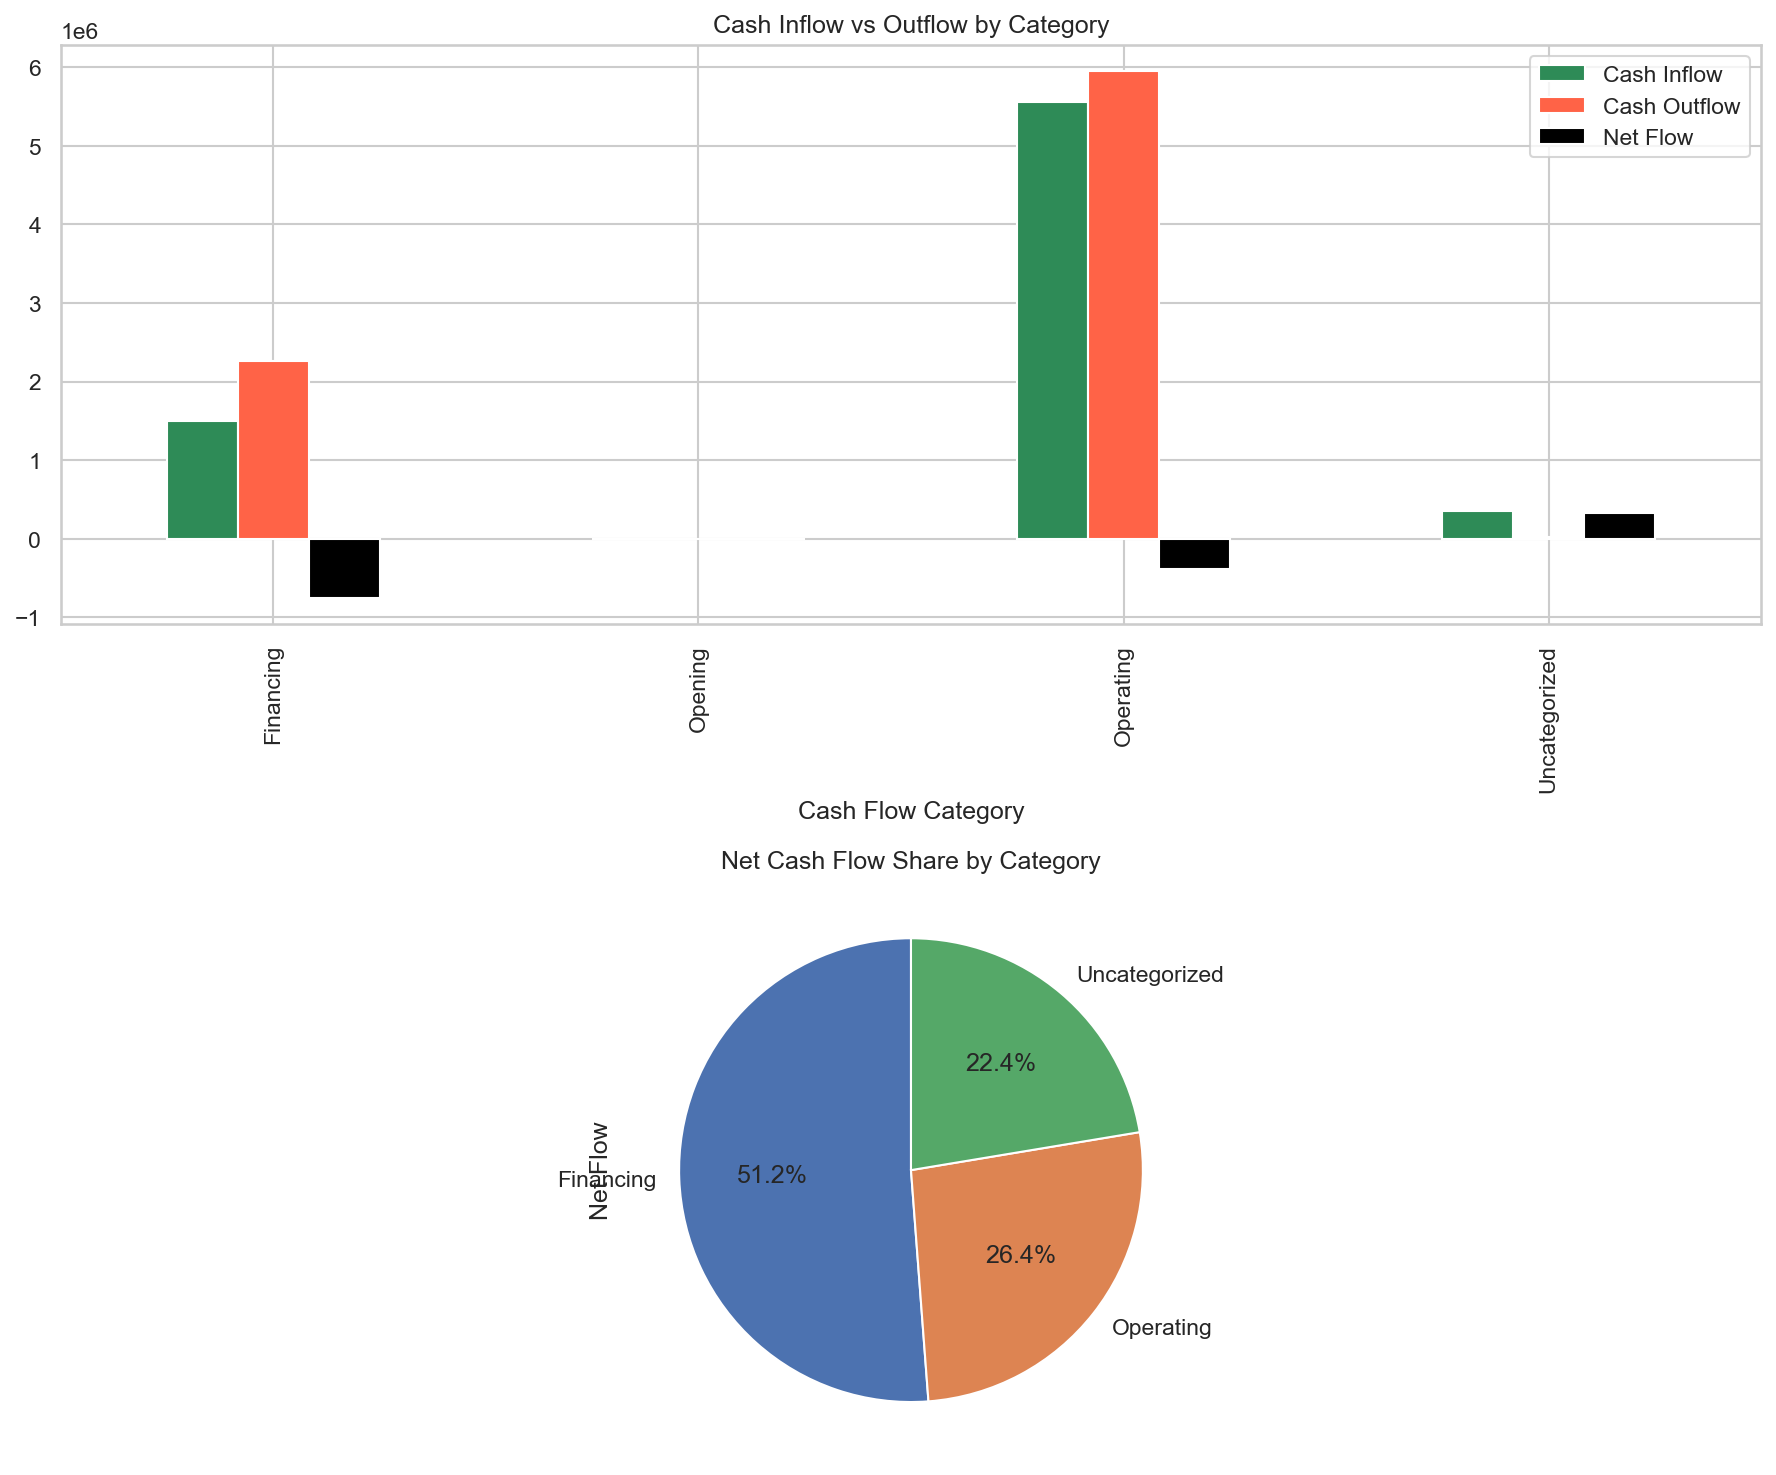 Cash Inflow vs Outflow by Category
1e6
6
5
4
3
2
1
0
−1
Cash Inflow
Cash Outflow
Net Flow
Financing
Opening
Operating
Uncategorized
Cash Flow Category
Net Cash Flow Share by Category
Uncategorized
22.4%
Net Flow
Financing
51.2%
26.4%
Operating